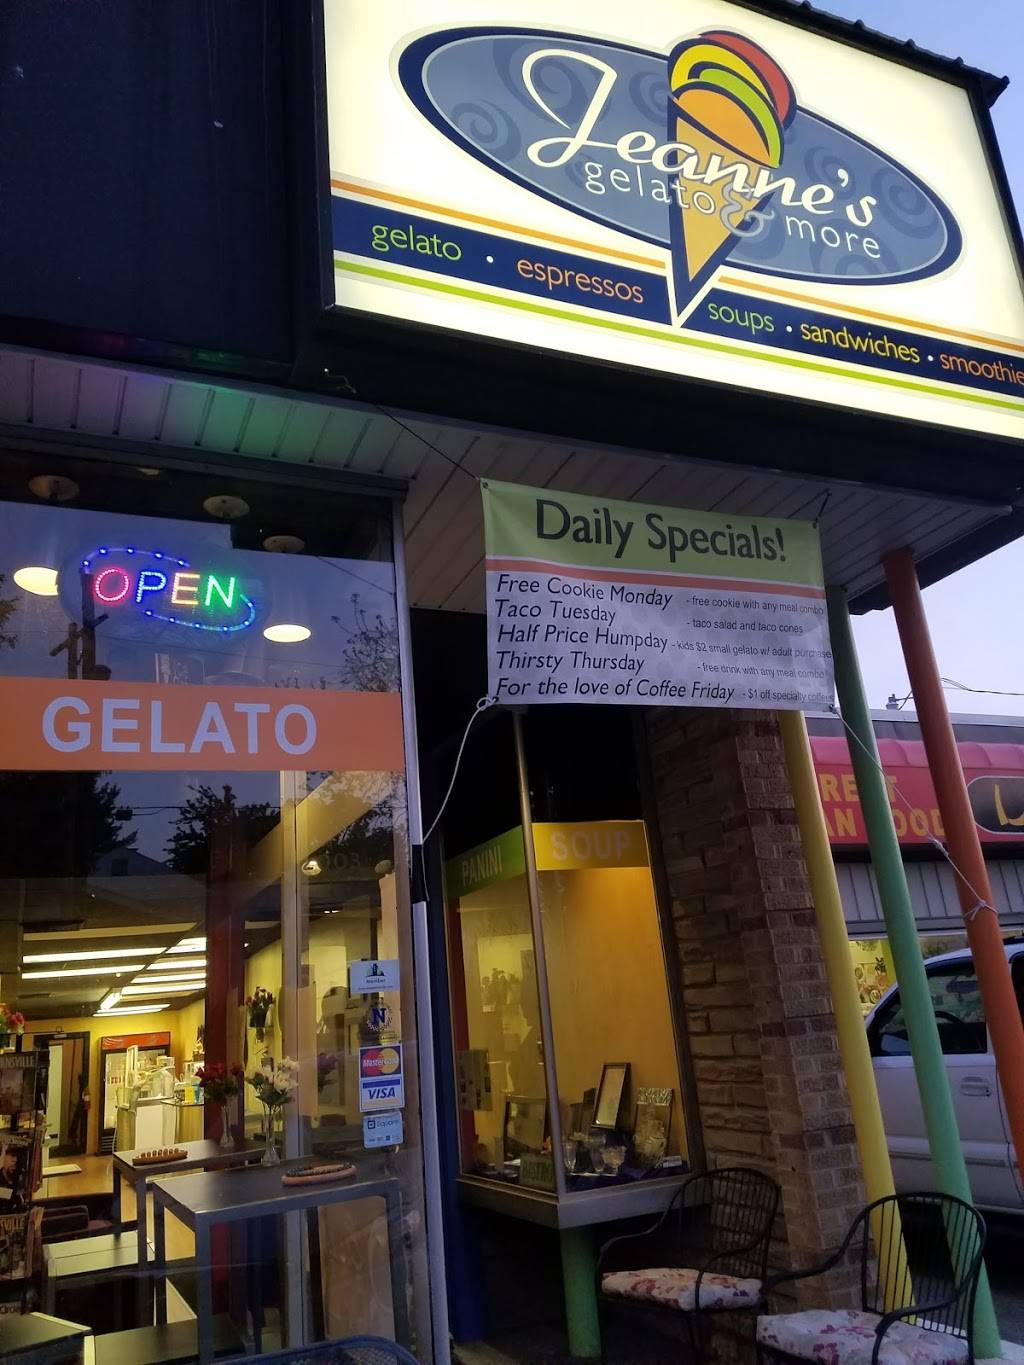 Jeanne's
gelato & more
gelato • espressos soups • sandwiches • smoothie
OPEN
Daily Specials!
Free Cookie Monday - free cookie with any meal combo
Taco Tuesday - taco salad and taco cones
Half Price Humpday - kids $2 small gelato w/ adult purchase
Thirsty Thursday - free drink with any meal combo
For the love of Coffee Friday - $1 off specialty coffees
GELATO
PANINI
SOUP
N
MasterCard
VISA
Square